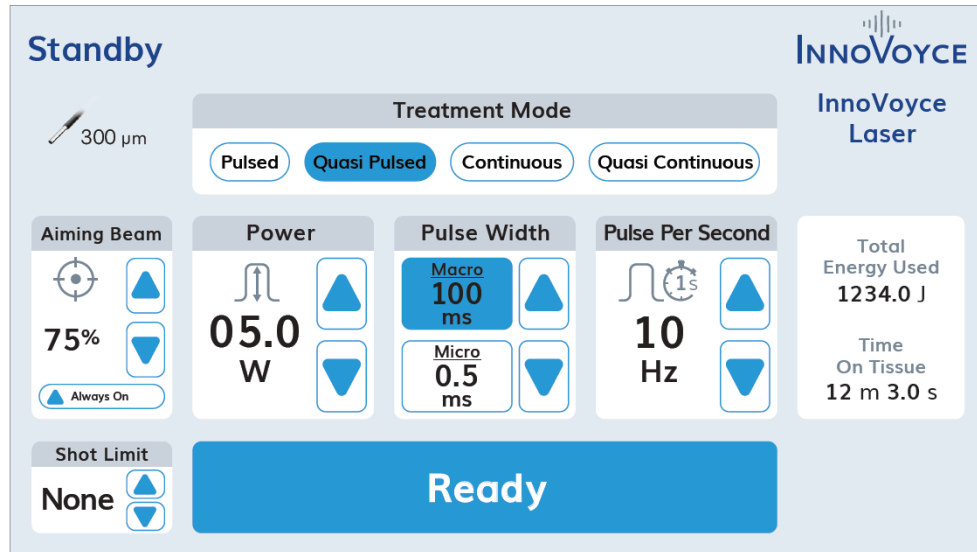 Standby
INNOVOYCE
InnoVoyce
Laser
300 µm
Treatment Mode
Pulsed
Quasi Pulsed
Continuous
Quasi Continuous
Aiming Beam
75%
Always On
Power
05.0
W
Pulse Width
Macro
100
ms
Micro
0.5
ms
Pulse Per Second
1s
10
Hz
Total
Energy Used
1234.0 J
Time
On Tissue
12 m 3.0 s
Shot Limit
None
Ready